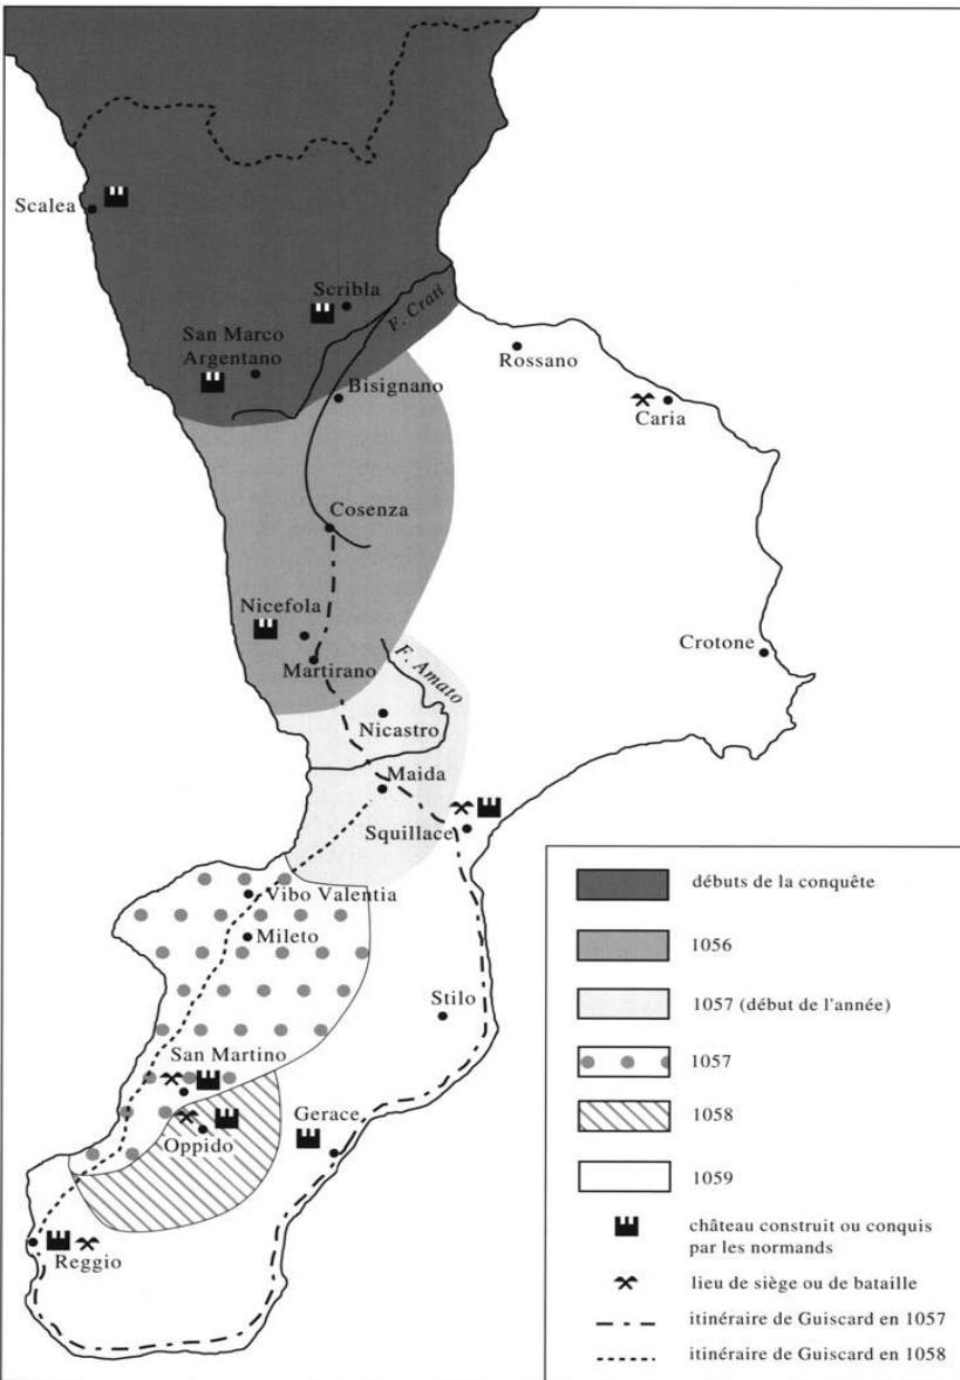 Scalea
Scribla
F. Crati
San Marco
Argentano
Rossano
Bisignano
Caria
Cosenza
Nicefola
Crotone
Martirano
F. Amato
Nicastro
Maida
Squillace
Vibo Valentia
Mileto
Stilo
San Martino
Gerace
Oppido
Reggio
débuts de la conquête
1056
1057 (début de l'année)
1057
1058
1059
château construit ou conquis
par les normands
lieu de siège ou de bataille
itinéraire de Guiscard en 1057
itinéraire de Guiscard en 1058